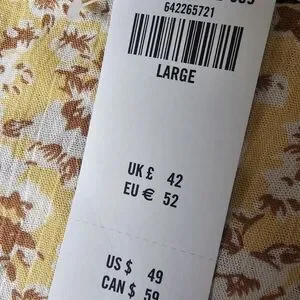 642265721
LARGE
UK £ 42
EU € 52
US $ 49
CAN $ 59